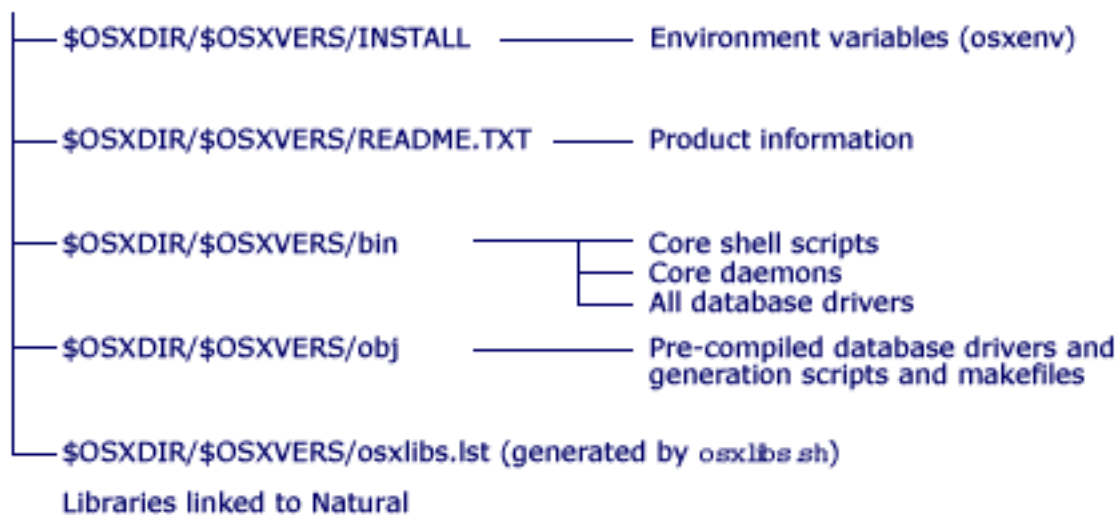 $OSXDIR/$OSXVERS/INSTALL Environment variables (osxenv)
$OSXDIR/$OSXVERS/README.TXT Product information
$OSXDIR/$OSXVERS/bin Core shell scripts
Core daemons
All database drivers
$OSXDIR/$OSXVERS/obj Pre-compiled database drivers and
generation scripts and makefiles
$OSXDIR/$OSXVERS/osxlibs.lst (generated by osxlibs.sh)
Libraries linked to Natural